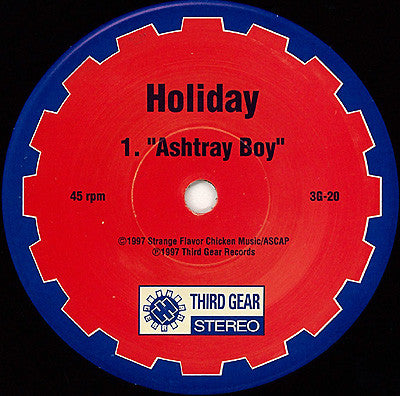 Holiday
1. "Ashtray Boy"
45 rpm
3G-20
©1997 Strange Flavor Chicken Music/ASCAP
℗1997 Third Gear Records
THIRD GEAR
STEREO